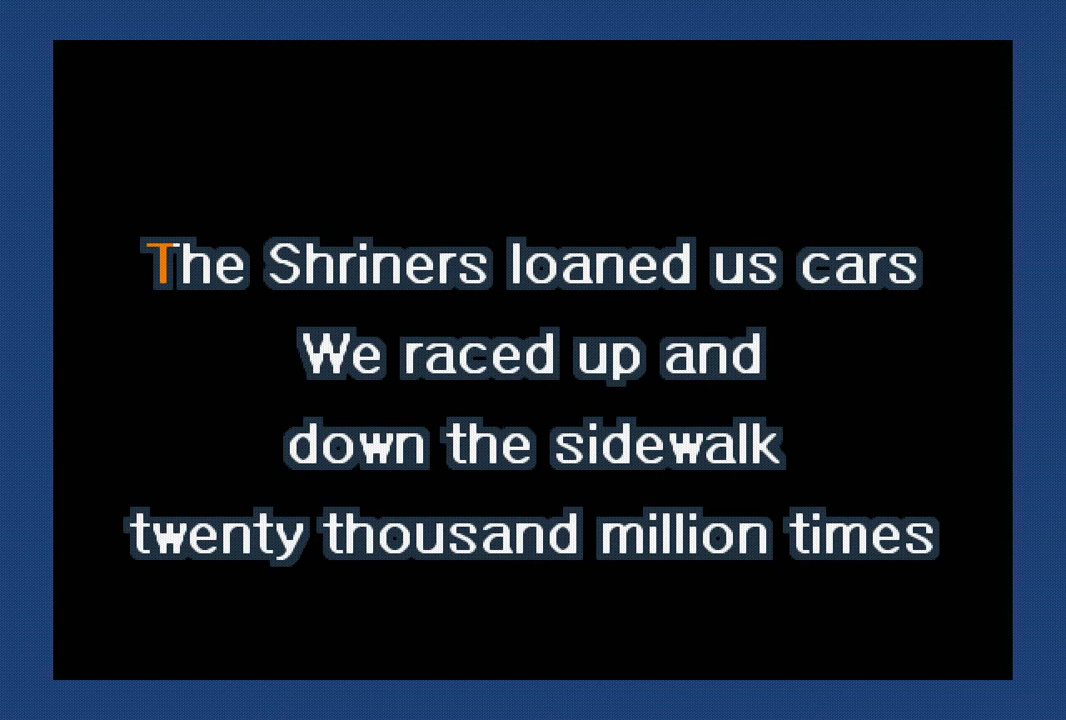 The Shriners loaned us cars
We raced up and
down the sidewalk
twenty thousand million times